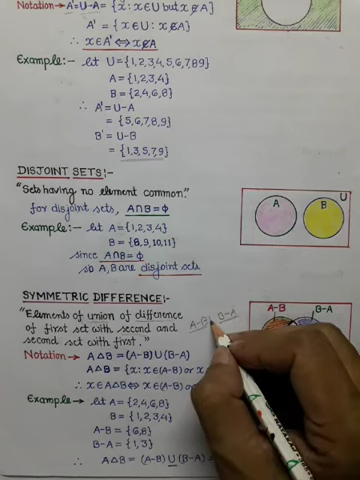 Notation→ A'=U-A = {x: x∈U but x∉A}
A' = {x∈U: x∉A}
∴ x∈A' ⇔ x∉A
Example:- let U={1,2,3,4,5,6,7,8,9}
A={1,2,3,4}
B={2,4,6,8}
∴ A'=U-A
={5,6,7,8,9}
B'=U-B
={1,3,5,7,9}
DISJOINT SETS:-
"Sets having no element common."
for disjoint sets, A∩B=ϕ
Example:- let A={1,2,3,4}
B={8,9,10,11}
since A∩B=ϕ
so A,B are disjoint sets
A B U
SYMMETRIC DIFFERENCE:-
"Elements of union of difference
of first set with second and
second set with first."
A-B, B-A
A-B B-A
Notation→ A∆B=(A-B)U(B-A)
A∆B={x: x∈(A-B) or x
∴ x∈A∆B⇔x∈(A-B) or
Example→ let A={2,4,6,8}
B={1,2,3,4}
A-B={6,8}
B-A={1,3}
∴ A∆B=(A-B)U(B-A)=